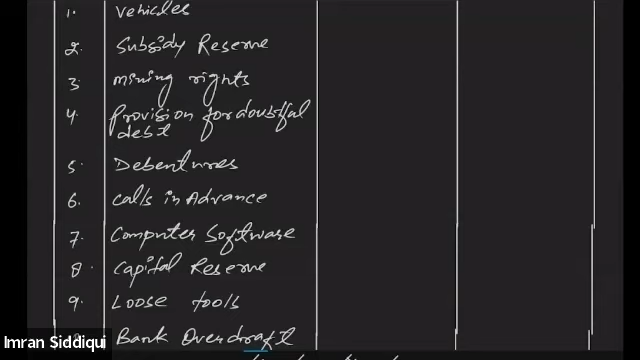 1. Vehicles
2. Subsidy Reserve
3. Mining rights
4. Provision for doubtful
debt
5. Debentures
6. Calls in Advance
7. Computer Software
8. Capital Reserve
9. Loose tools
Bank Overdraft
Imran Siddiqui